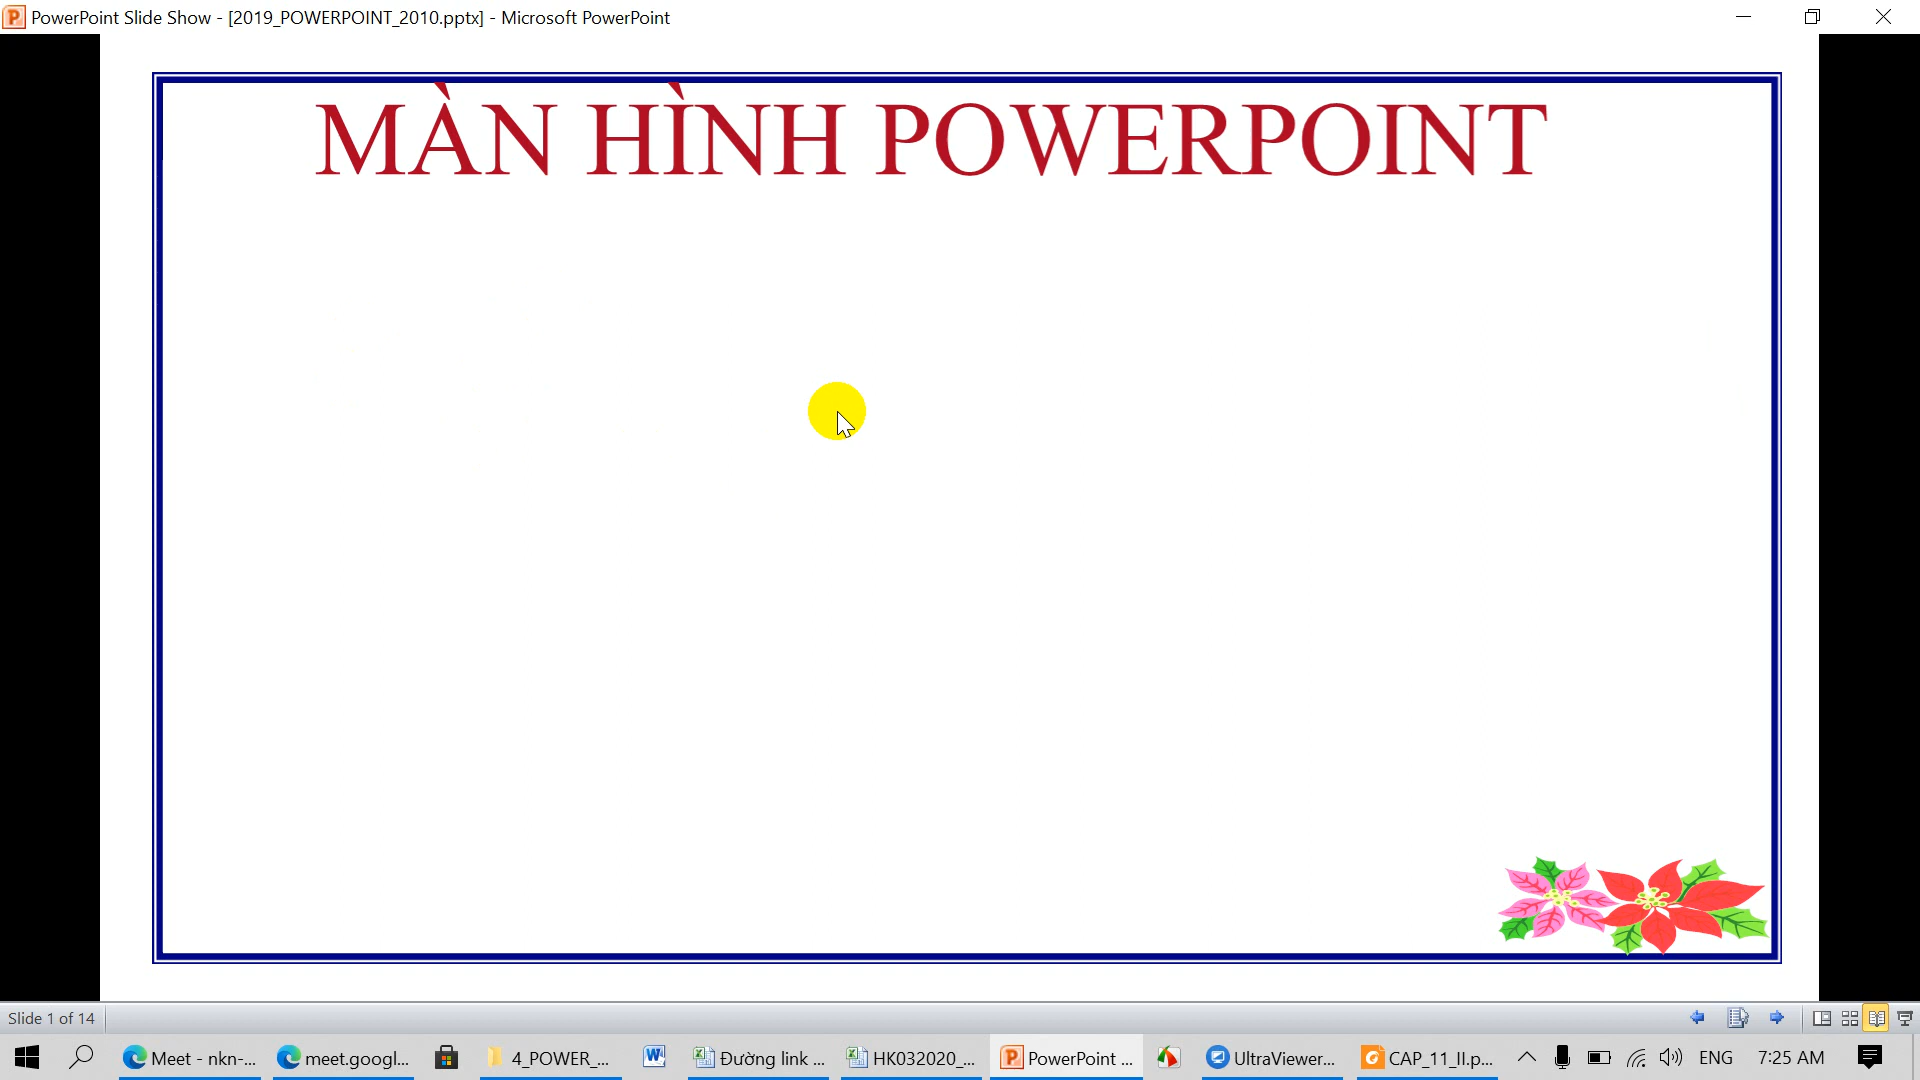 PowerPoint Slide Show - [2019_POWERPOINT_2010.pptx] - Microsoft PowerPoint
MÀN HÌNH POWERPOINT
Slide 1 of 14
Meet - nkn-... meet.googl... 4_POWER_... Đường link ... HK032020_... PowerPoint ... UltraViewer... CAP_11_II.p... ENG 7:25 AM